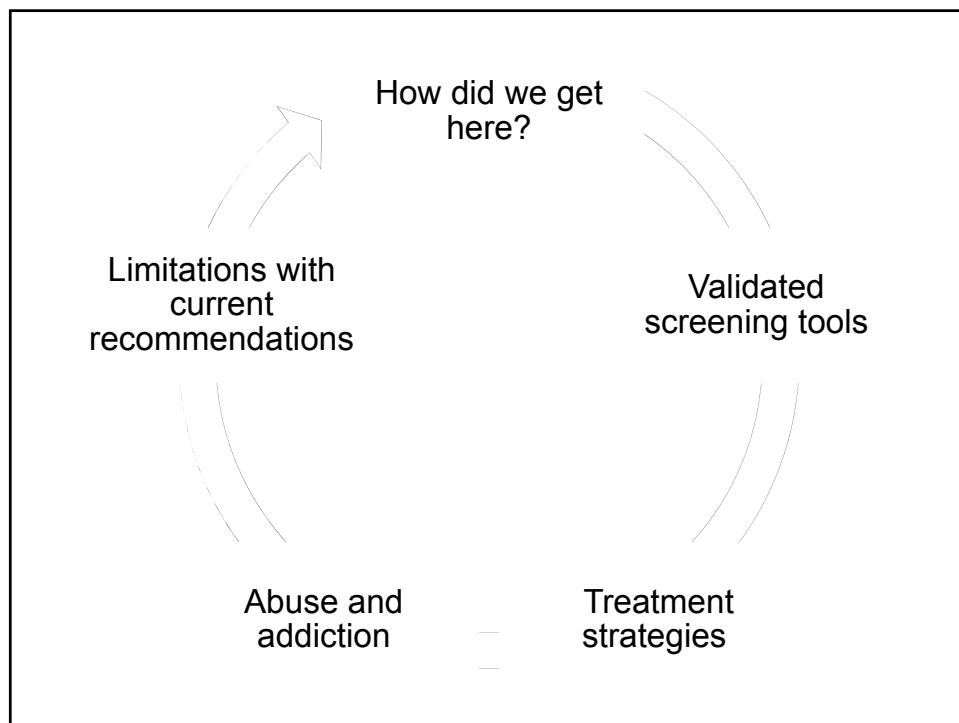 How did we get
here?
Validated
screening tools
Treatment
strategies
Abuse and
addiction
Limitations with
current
recommendations